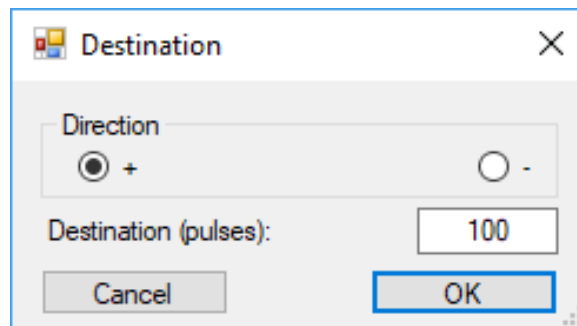 Destination
Direction
+ -
Destination (pulses): 100
Cancel OK